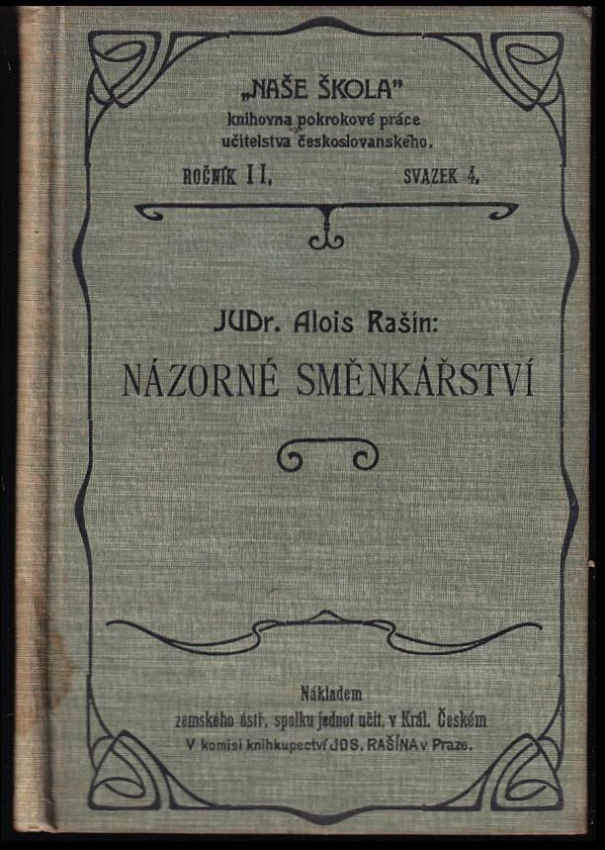 „NAŠE ŠKOLA”
knihovna pokrokové práce
učitelstva českoslovanského.
ROČNÍK II. SVAZEK 4.
JUDr. Alois Rašín:
NÁZORNÉ SMĚNKÁŘSTVÍ
Nákladem
zemského ústř. spolku jednot učit. v Král. Českém
V komisi knihkupectví JOS. RAŠÍNA v Praze.